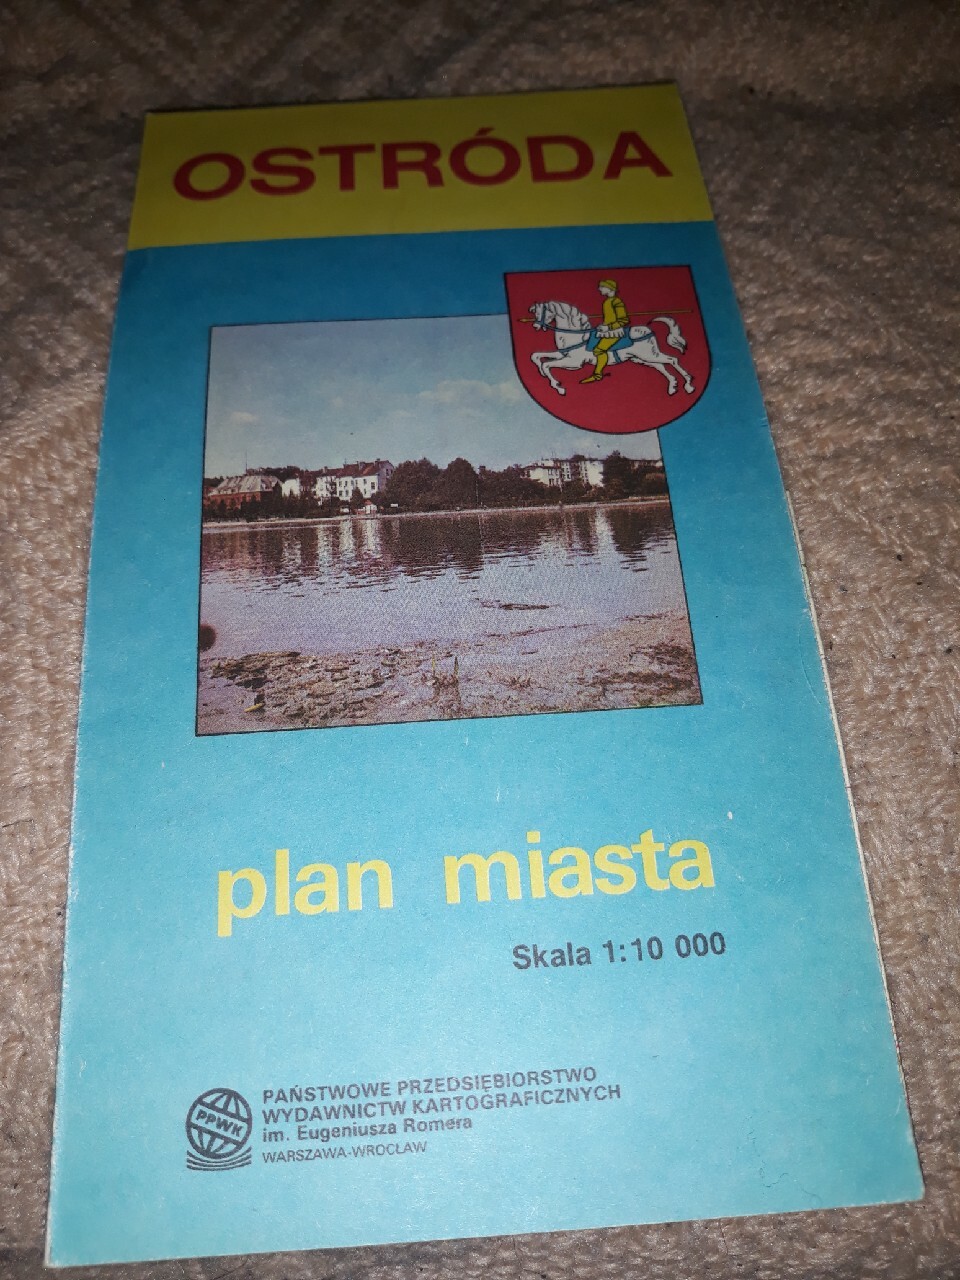 OSTRÓDA
plan miasta
Skala 1:10 000
PPWK
PAŃSTWOWE PRZEDSIĘBIORSTWO
WYDAWNICTW KARTOGRAFICZNYCH
im. Eugeniusza Romera
WARSZAWA-WROCŁAW